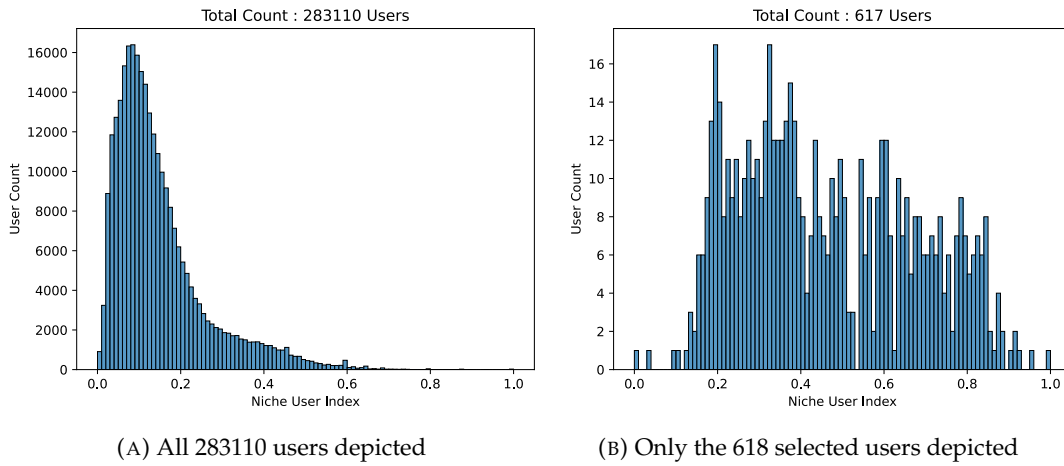 Total Count : 283110 Users
16000
14000
12000
10000
8000
6000
4000
2000
0
User Count
0.0 0.2 0.4 0.6 0.8 1.0
Niche User Index
(A) All 283110 users depicted
Total Count : 617 Users
16
14
12
10
8
6
4
2
0
User Count
0.0 0.2 0.4 0.6 0.8 1.0
Niche User Index
(B) Only the 618 selected users depicted